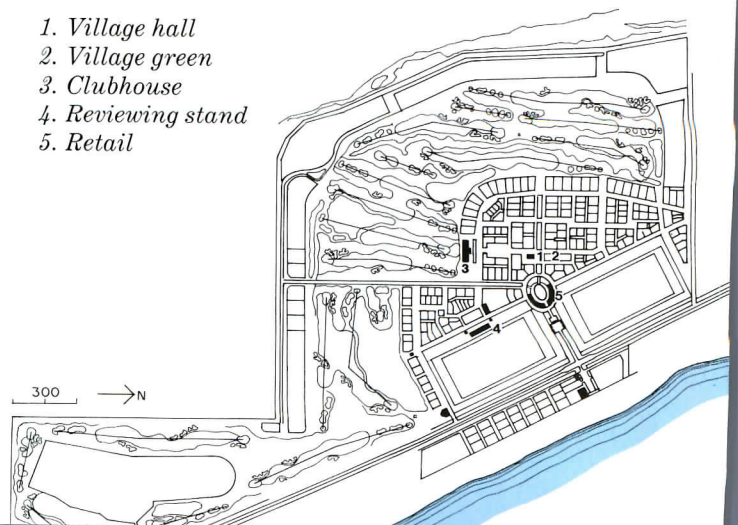 1. Village hall
2. Village green
3. Clubhouse
4. Reviewing stand
5. Retail
1 2
3
5
4
300
N